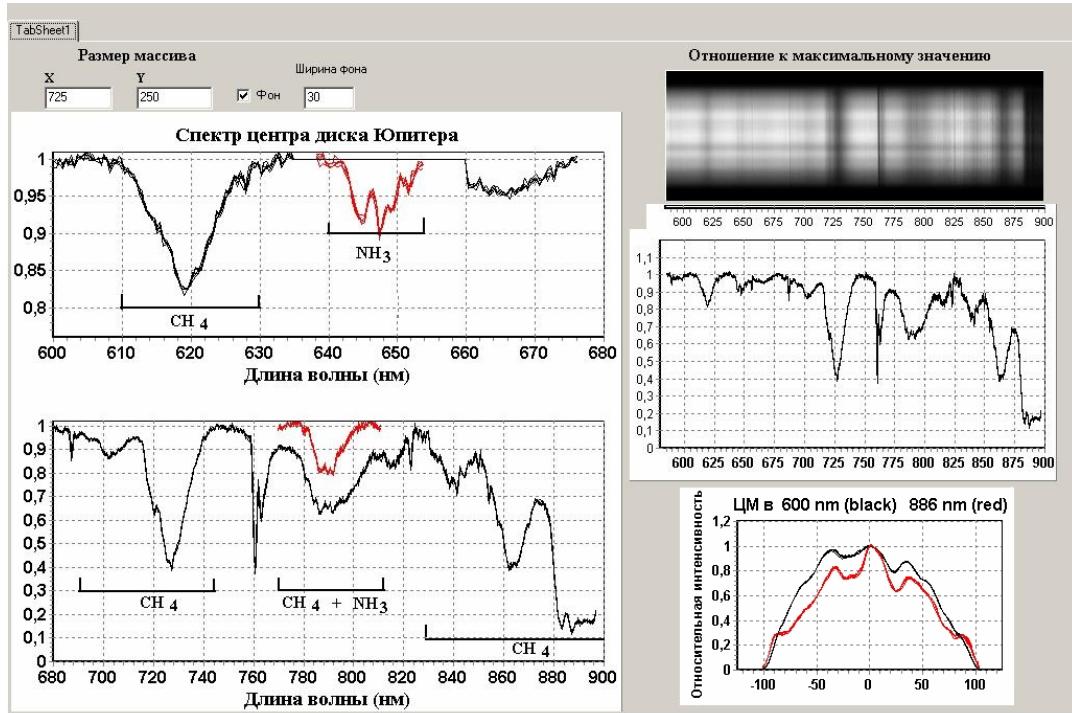 TabSheet1
Размер массива
X Y
725 250
Фон
Ширина фона
30
Спектр центра диска Юпитера
1
0,95
0,9
0,85
0,8
NH3
CH 4
600 610 620 630 640 650 660 670 680
Длина волны (нм)
1
0,9
0,8
0,7
0,6
0,5
0,4
0,3
0,2
0,1
0
CH 4
CH 4 + NH3
CH 4
680 700 720 740 760 780 800 820 840 860 880 900
Длина волны (нм)
Отношение к максимальному значению
600 625 650 675 700 725 750 775 800 825 850 875 900
1,1
1
0,9
0,8
0,7
0,6
0,5
0,4
0,3
0,2
0,1
0
600 625 650 675 700 725 750 775 800 825 850 875 900
ЦМ в 600 nm (black) 886 nm (red)
Относительная интенсивность
1,2
1
0,8
0,6
0,4
0,2
0
-100 -50 0 50 100